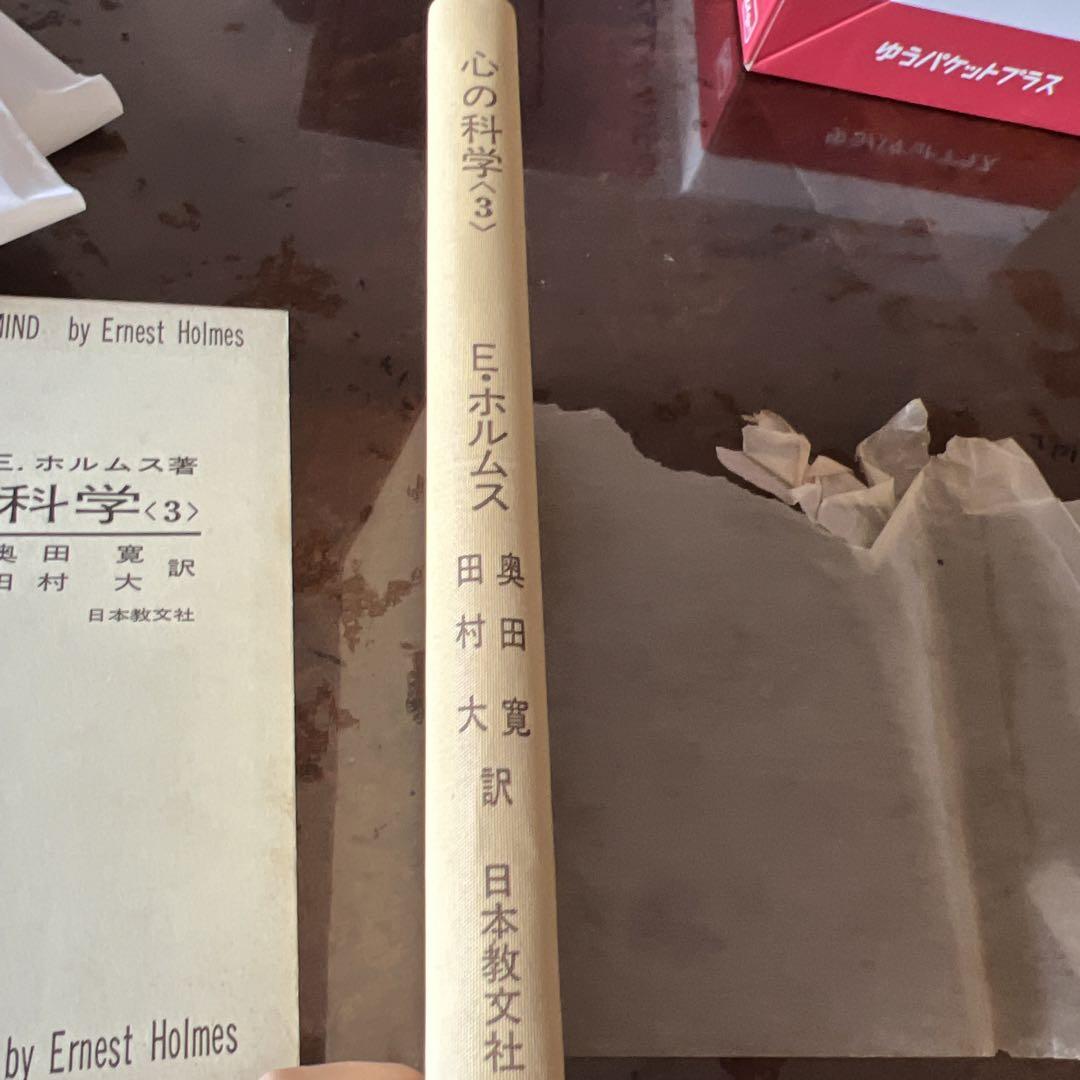 心の科学〈3〉
E・ホルムス
奥田寛
田村大
訳
日本教文社
MIND by Ernest Holmes
E. ホルムス著
科学〈3〉
奥田 寛
田村 大
訳
日本教文社
by Ernest Holmes
ゆうパケットプラス